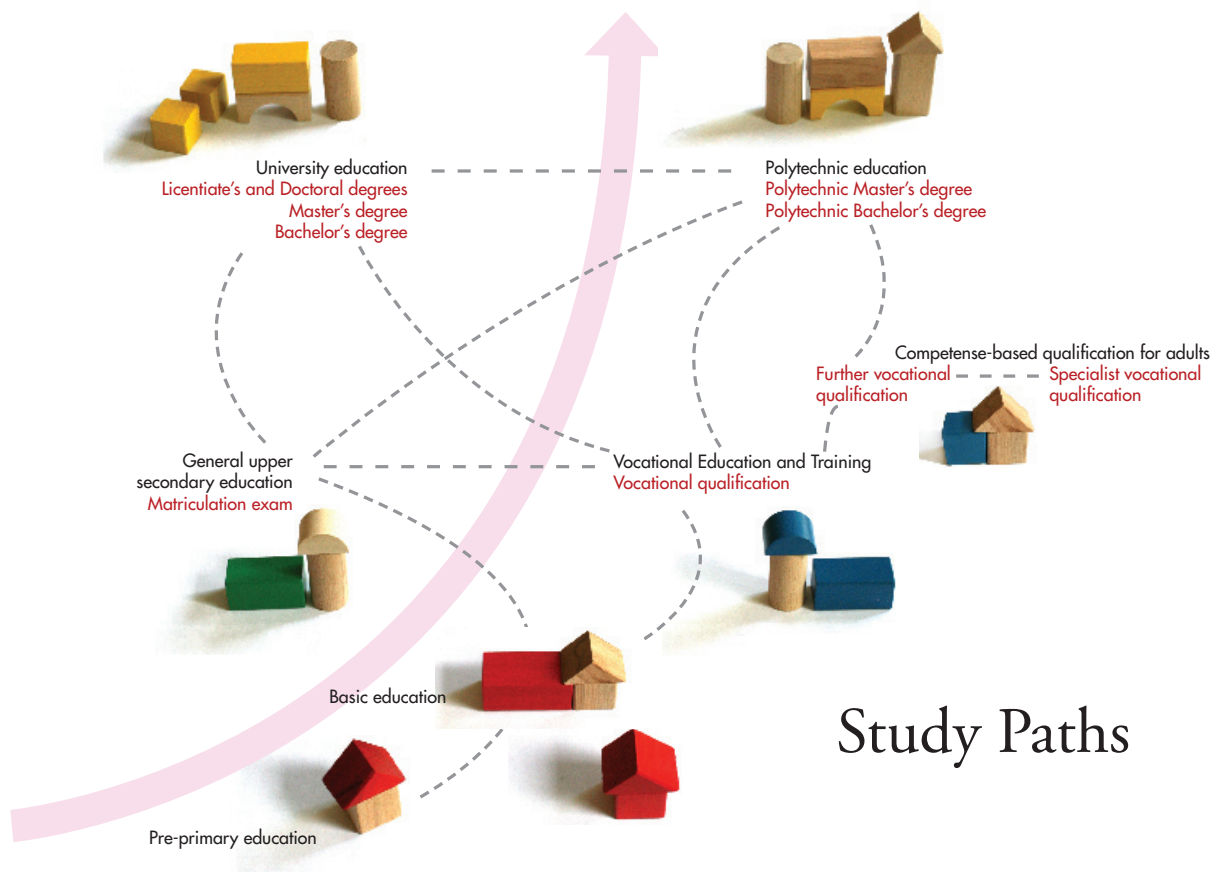 University education
Licentiate's and Doctoral degrees
Master's degree
Bachelor's degree
Polytechnic education
Polytechnic Master's degree
Polytechnic Bachelor's degree
Competense-based qualification for adults
Further vocational
qualification
Specialist vocational
qualification
General upper
secondary education
Matriculation exam
Vocational Education and Training
Vocational qualification
Basic education
Study Paths
Pre-primary education